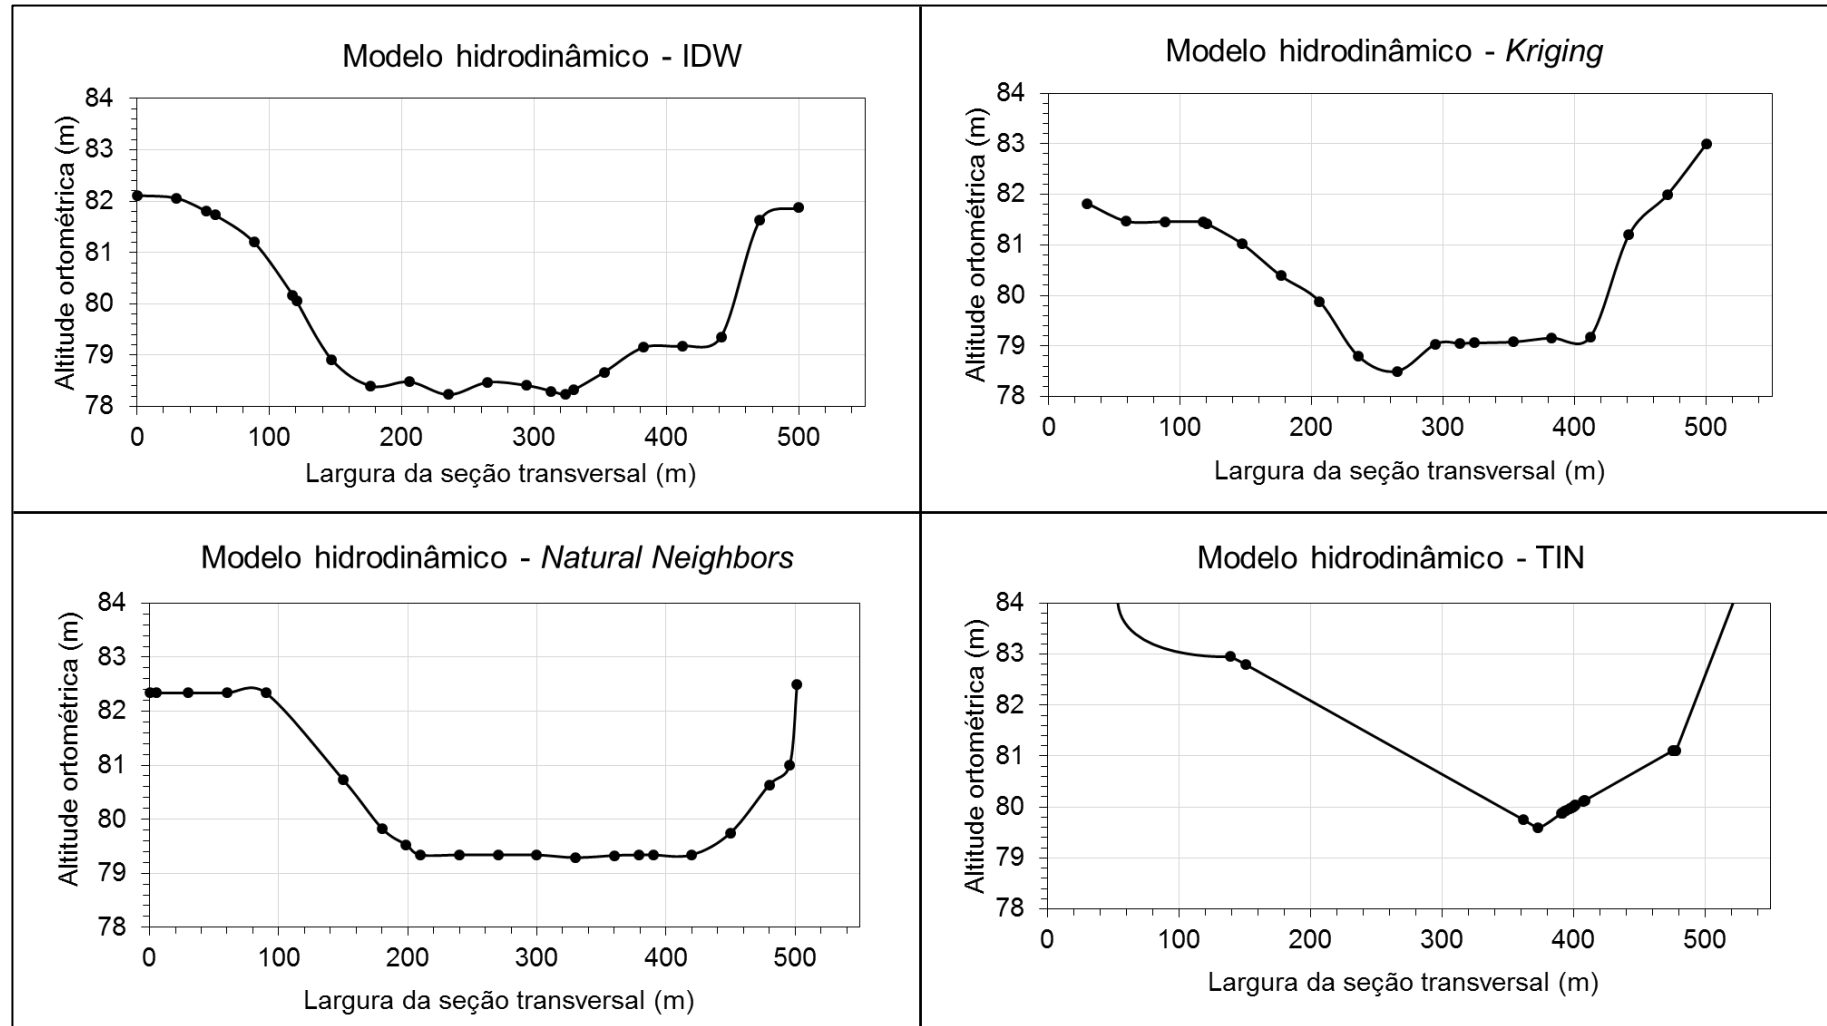 Modelo hidrodinâmico - IDW
84
83
82
81
80
79
78
Altitude ortométrica (m)
0 100 200 300 400 500
Largura da seção transversal (m)
Modelo hidrodinâmico - Kriging
84
83
82
81
80
79
78
Altitude ortométrica (m)
0 100 200 300 400 500
Largura da seção transversal (m)
Modelo hidrodinâmico - Natural Neighbors
84
83
82
81
80
79
78
Altitude ortométrica (m)
0 100 200 300 400 500
Largura da seção transversal (m)
Modelo hidrodinâmico - TIN
84
83
82
81
80
79
78
Altitude ortométrica (m)
0 100 200 300 400 500
Largura da seção transversal (m)